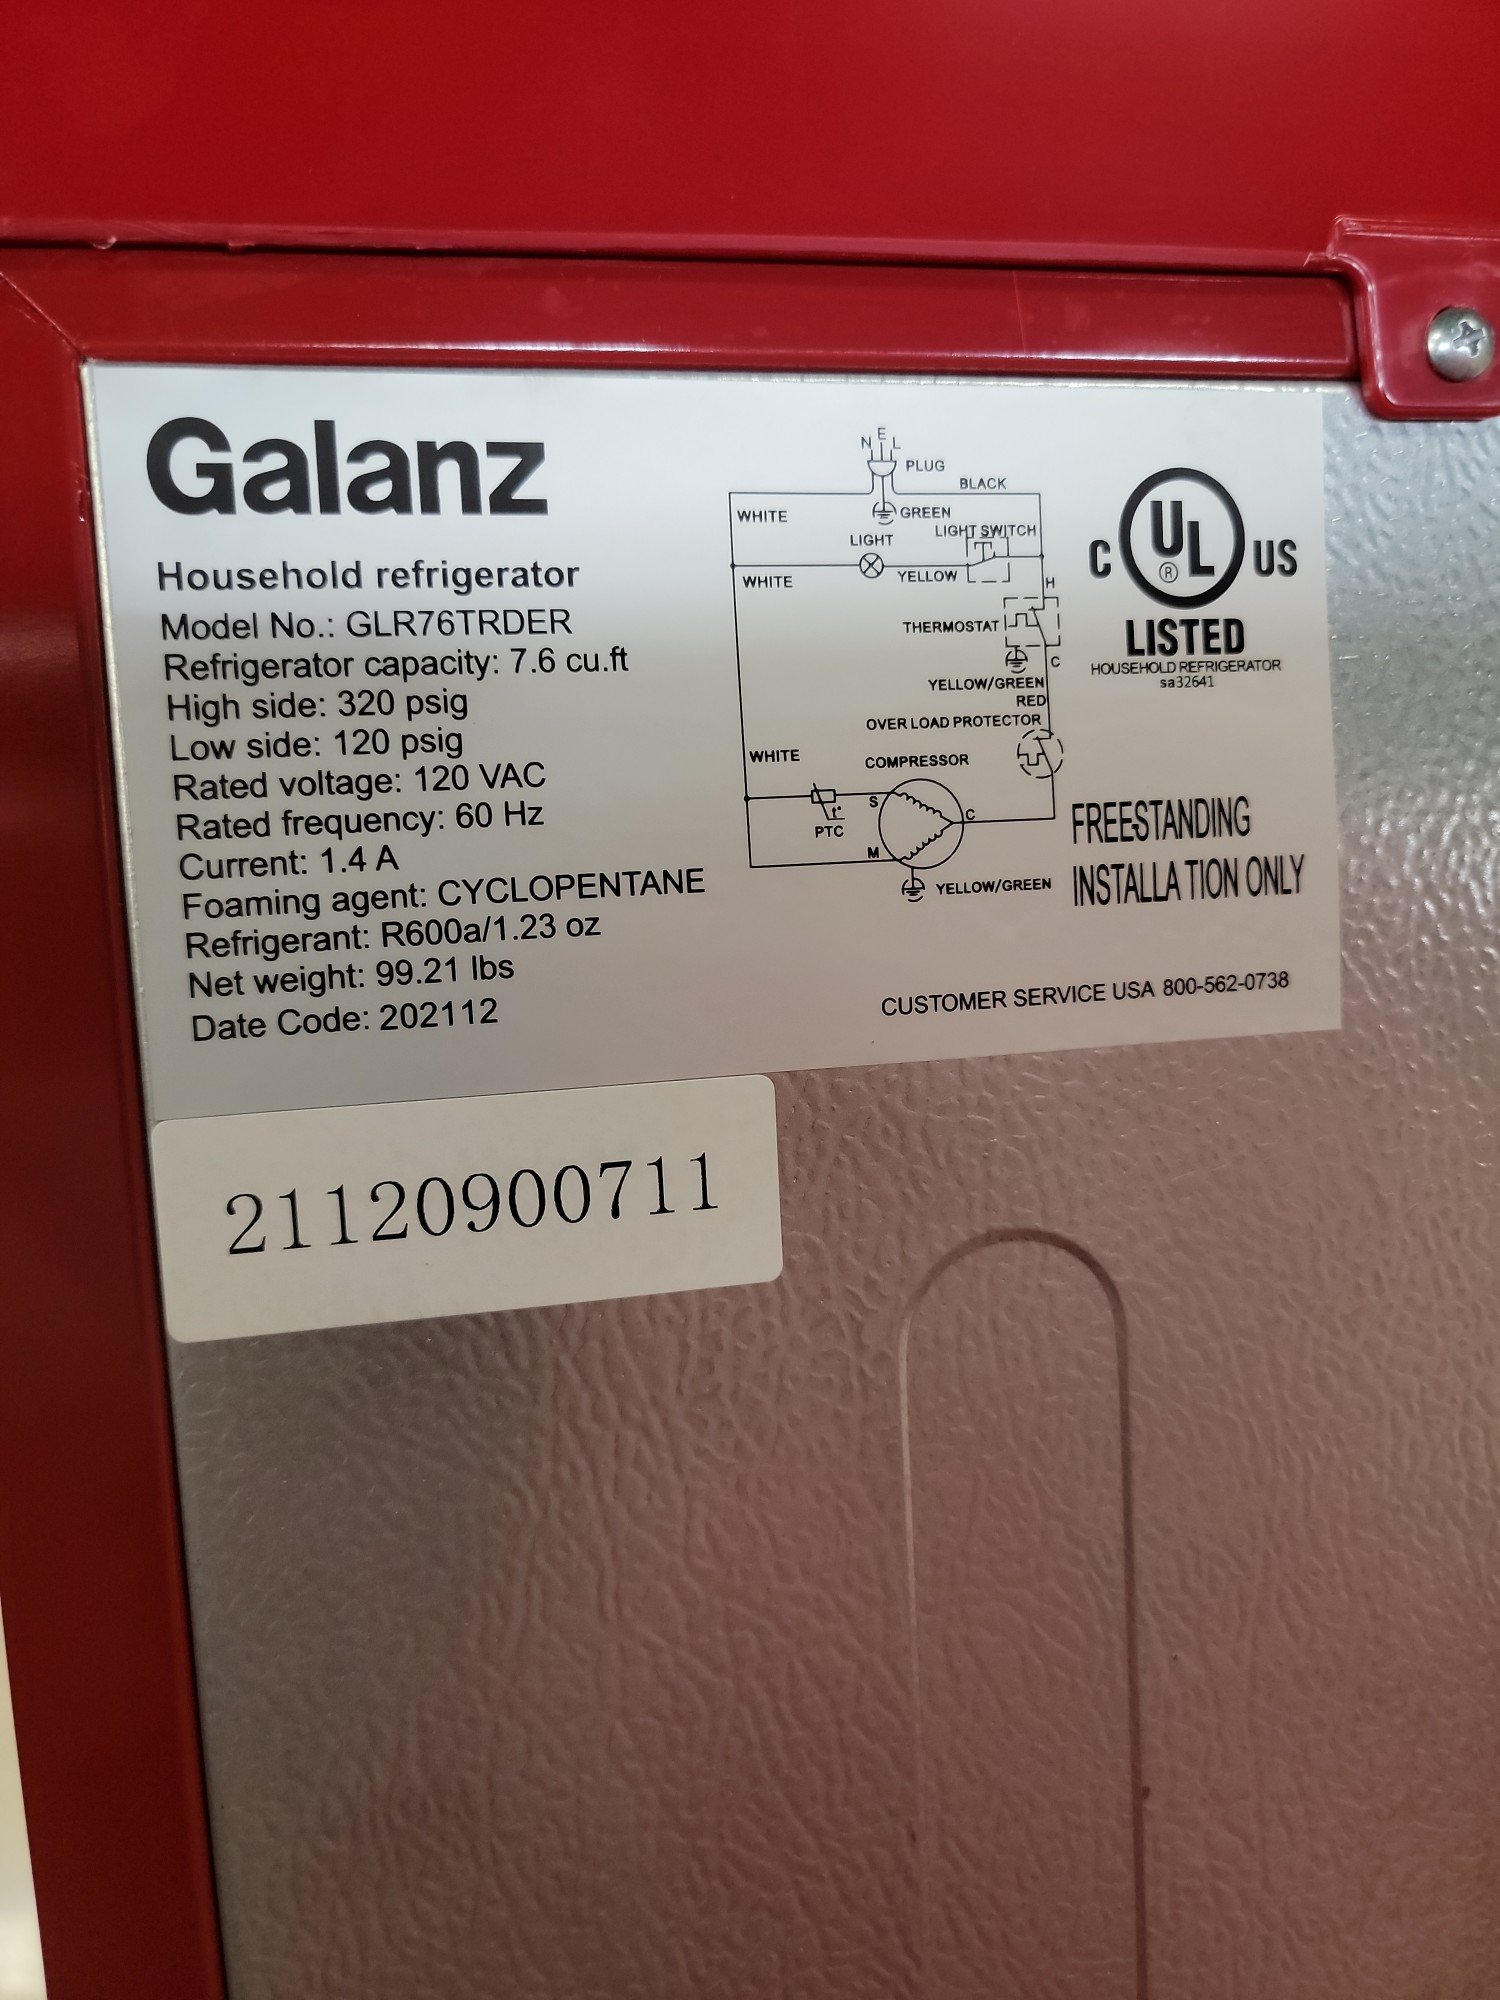 Galanz
Household refrigerator
Model No.: GLR76TRDER
Refrigerator capacity: 7.6 cu.ft
High side: 320 psig
Low side: 120 psig
Rated voltage: 120 VAC
Rated frequency: 60 Hz
Current: 1.4 A
Foaming agent: CYCLOPENTANE
Refrigerant: R600a/1.23 oz
Net weight: 99.21 lbs
Date Code: 202112
N E L
PLUG
BLACK
WHITE
GREEN
LIGHT SWITCH
LIGHT
YELLOW
WHITE
H
THERMOSTAT
C
YELLOW/GREEN
RED
OVER LOAD PROTECTOR
WHITE
COMPRESSOR
S
C
t°
PTC
M
YELLOW/GREEN
C UL US
®
LISTED
HOUSEHOLD REFRIGERATOR
sa32641
FREESTANDING
INSTALLATION ONLY
CUSTOMER SERVICE USA 800-562-0738
21120900711